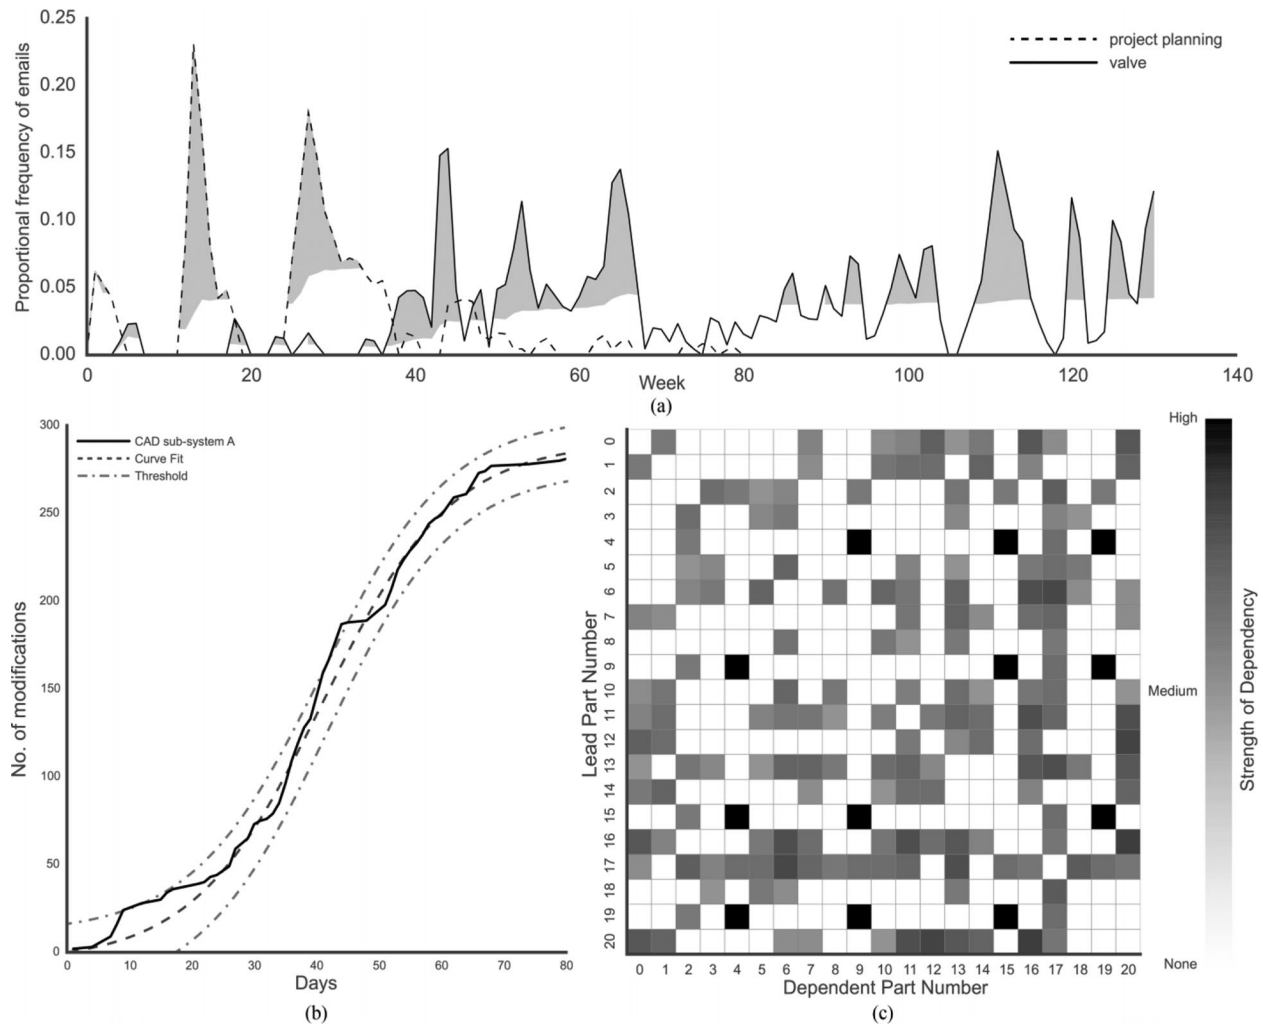 0.25
0.20
0.15
0.10
0.05
0.00
Proportional frequency of emails
project planning
valve
0 20 40 60 80 100 120 140
Week
(a)
300
250
200
150
100
50
0
No. of modifications
CAD sub-system A
Curve Fit
Threshold
0 10 20 30 40 50 60 70 80
Days
(b)
Lead Part Number
0
1
2
3
4
5
6
7
8
9
10
11
12
13
14
15
16
17
18
19
20
0 1 2 3 4 5 6 7 8 9 10 11 12 13 14 15 16 17 18 19 20
Dependent Part Number
(c)
High
Medium
None
Strength of Dependency